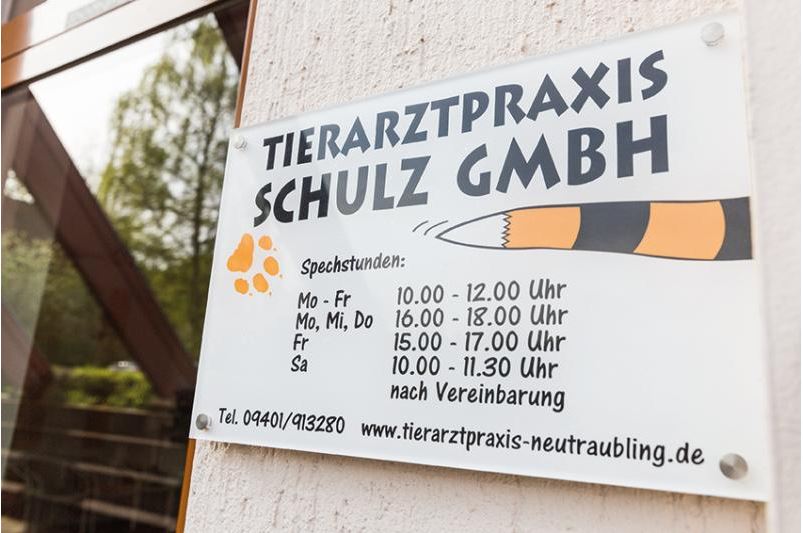 TIERARZTPRAXIS
SCHULZ GMBH
Spechstunden:
Mo - Fr 10.00 - 12.00 Uhr
Mo, Mi, Do 16.00 - 18.00 Uhr
Fr 15.00 - 17.00 Uhr
Sa 10.00 - 11.30 Uhr
nach Vereinbarung
Tel. 09401/913280 www.tierarztpraxis-neutraubling.de